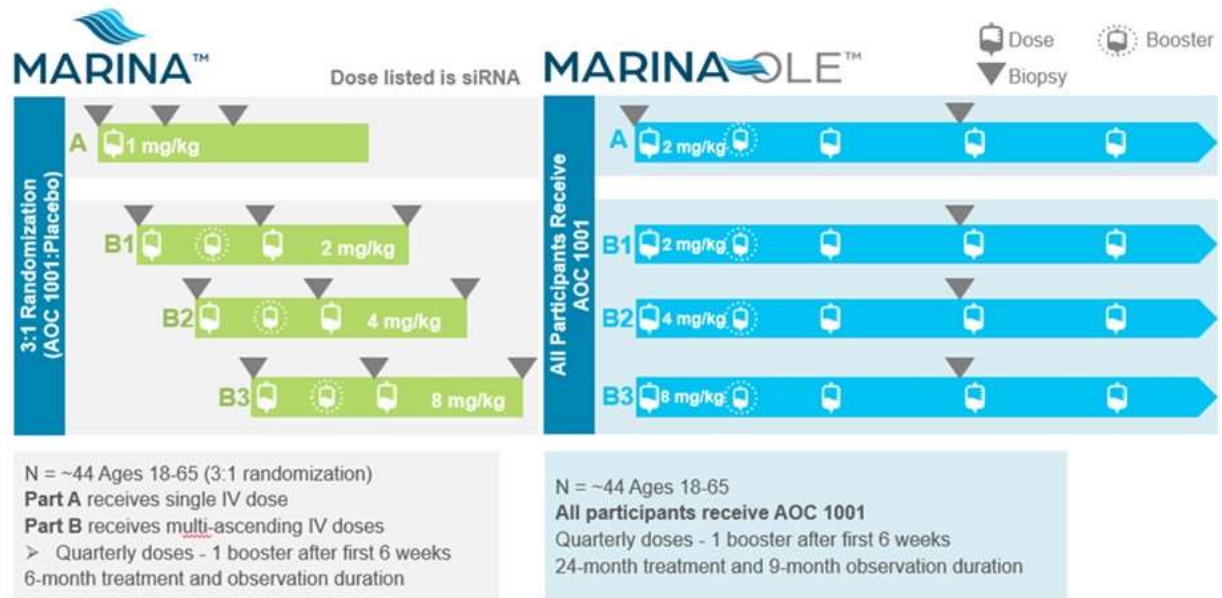 MARINA™
Dose listed is siRNA
3:1 Randomization
(AOC 1001:Placebo)
A
1 mg/kg
B1
2 mg/kg
B2
4 mg/kg
B3
8 mg/kg
N = ~44 Ages 18-65 (3:1 randomization)
Part A receives single IV dose
Part B receives multi-ascending IV doses
➢ Quarterly doses - 1 booster after first 6 weeks
6-month treatment and observation duration
MARINA OLE™
Dose
Booster
Biopsy
All Participants Receive
AOC 1001
A
2 mg/kg
B1
2 mg/kg
B2
4 mg/kg
B3
8 mg/kg
N = ~44 Ages 18-65
All participants receive AOC 1001
Quarterly doses - 1 booster after first 6 weeks
24-month treatment and 9-month observation duration